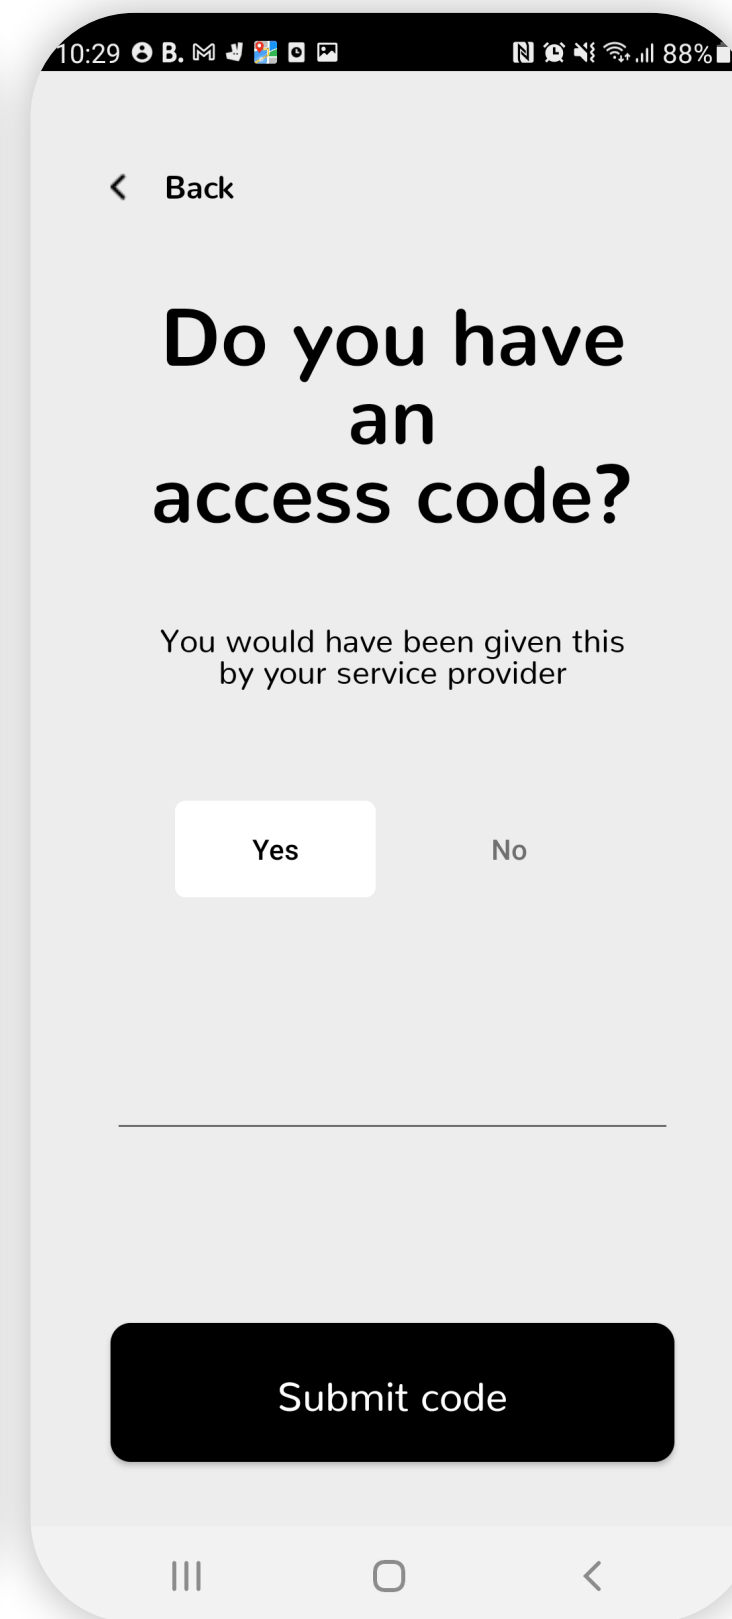 10:29 B. 88%
Back
Do you have
an
access code?
You would have been given this
by your service provider
Yes No
Submit code